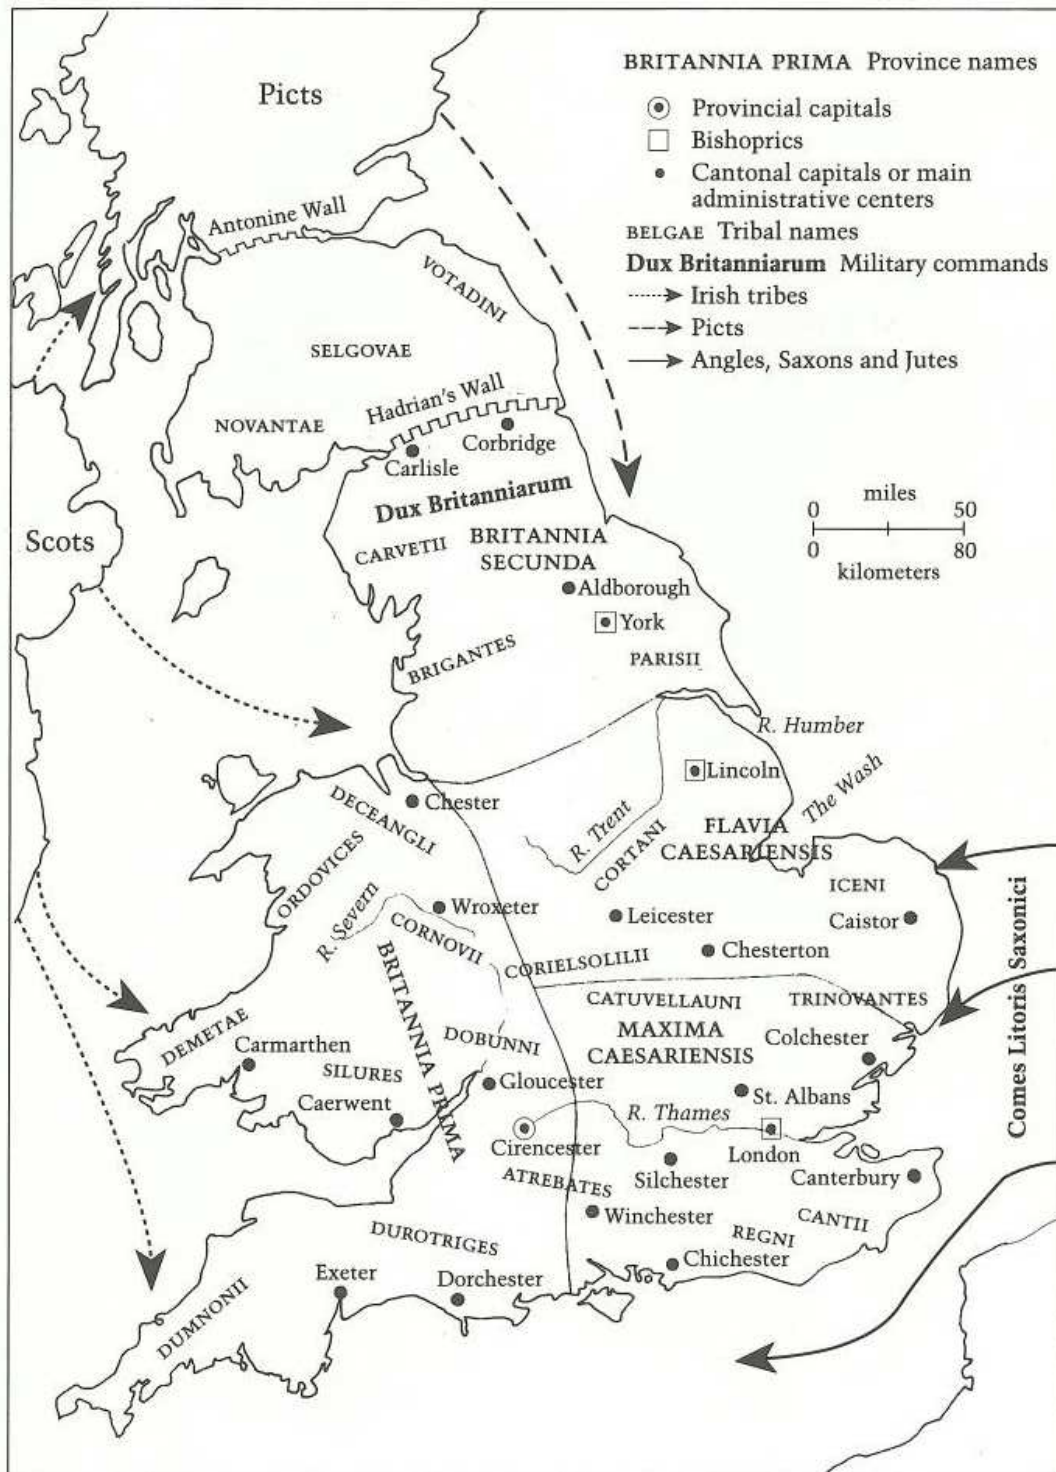 BRITANNIA PRIMA Province names
Provincial capitals
Bishoprics
Cantonal capitals or main
administrative centers
BELGAE Tribal names
Dux Britanniarum Military commands
Irish tribes
Picts
Angles, Saxons and Jutes
Picts
Antonine Wall
VOTADINI
SELGOVAE
Hadrian's Wall
NOVANTAE
Corbridge
Carlisle
Dux Britanniarum
miles
0 50
0 80
kilometers
Scots
CARVETII
BRITANNIA
SECUNDA
Aldborough
York
BRIGANTES
PARISII
R. Humber
Lincoln
The Wash
DECEANGLI
Chester
R. Trent
CORTANI
FLAVIA
CAESARIENSIS
ORDOVICES
ICENI
R. Severn
Wroxeter
Leicester
Caistor
CORNOVII
Chesterton
CORIELSOLILII
BRITANNIA PRIMA
CATUVELLAUNI
TRINOVANTES
Comes Litoris Saxonici
DEMETAE
DOBUNNI
MAXIMA
CAESARIENSIS
Colchester
Carmarthen
SILURES
Gloucester
St. Albans
Caerwent
R. Thames
Cirencester
London
ATREBATES
Silchester
Canterbury
Winchester
CANTII
REGNI
DUROTRIGES
Chichester
Exeter
Dorchester
DUMNONII